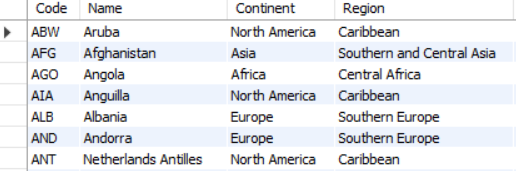 Code Name Continent Region
ABW Aruba North America Caribbean
AFG Afghanistan Asia Southern and Central Asia
AGO Angola Africa Central Africa
AIA Anguilla North America Caribbean
ALB Albania Europe Southern Europe
AND Andorra Europe Southern Europe
ANT Netherlands Antilles North America Caribbean